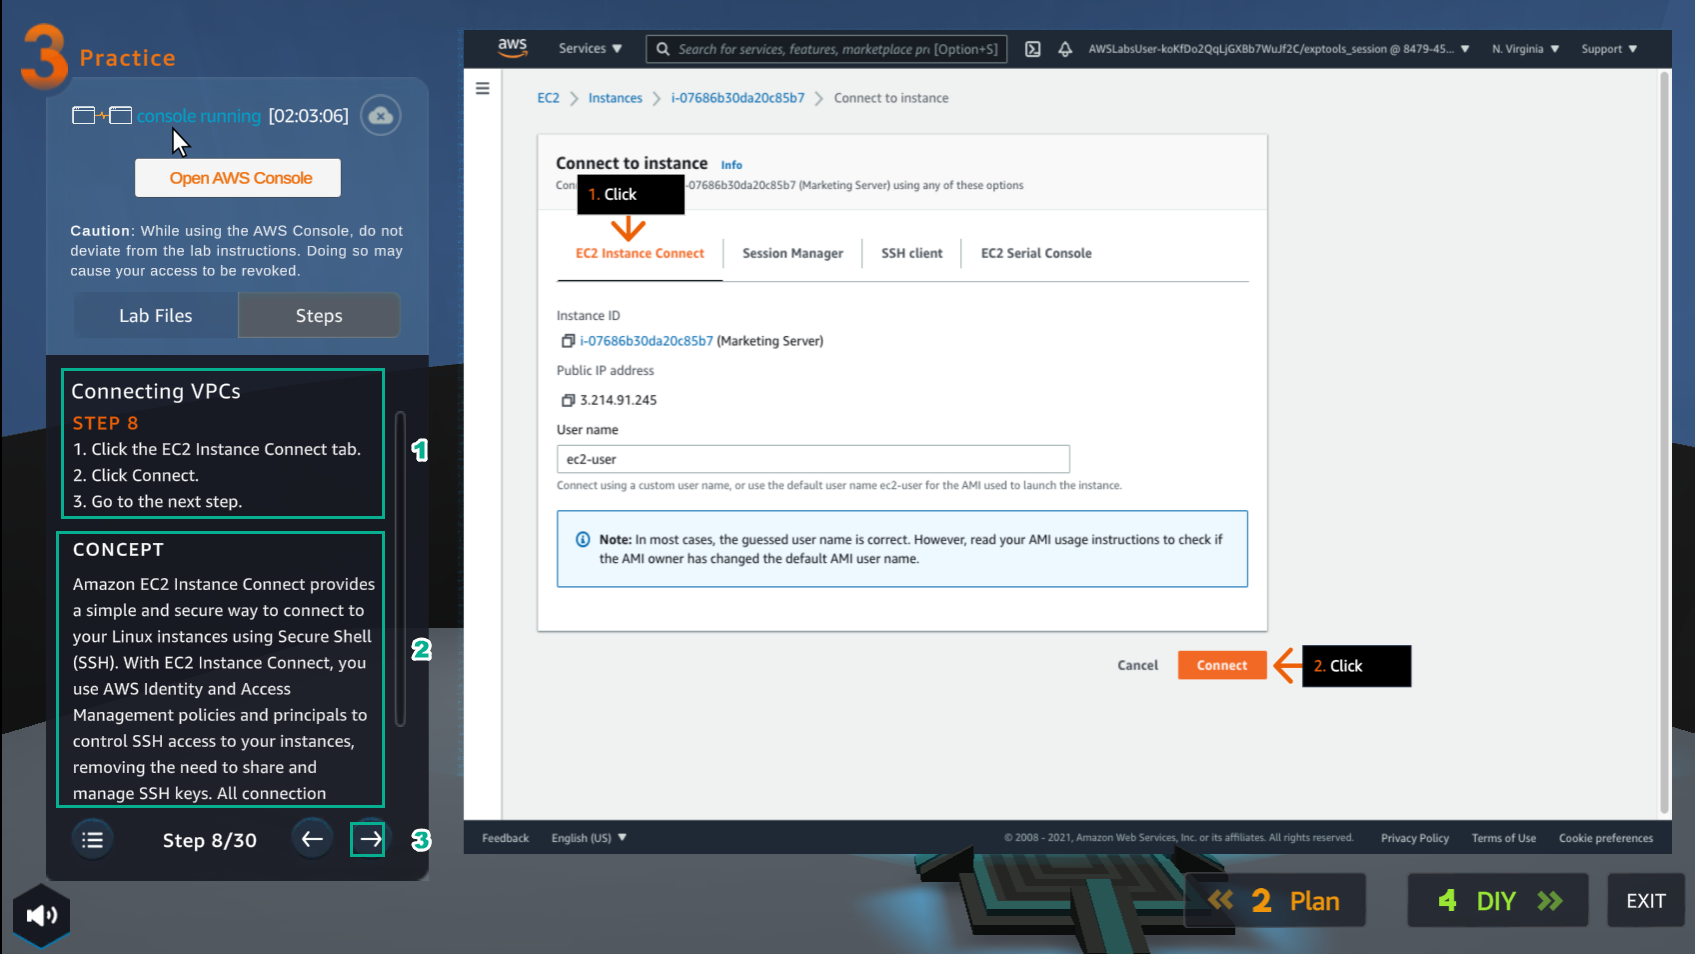 3 Practice
console running [02:03:06]
Open AWS Console
Caution: While using the AWS Console, do not
deviate from the lab instructions. Doing so may
cause your access to be revoked.
Lab Files
Steps
Connecting VPCs
STEP 8
1. Click the EC2 Instance Connect tab.
2. Click Connect.
3. Go to the next step.
1
CONCEPT
Amazon EC2 Instance Connect provides
a simple and secure way to connect to
your Linux instances using Secure Shell
(SSH). With EC2 Instance Connect, you
use AWS Identity and Access
Management policies and principals to
control SSH access to your instances,
removing the need to share and
manage SSH keys. All connection
2
Step 8/30
3
aws
Services
Search for services, features, marketplace pr [Option+S]
AWSLabsUser-koKfDo2QqLjGXBb7WuJf2C/exptools_session @ 8479-45...
N. Virginia
Support
EC2
Instances
i-07686b30da20c85b7
Connect to instance
Connect to instance Info
Con -07686b30da20c85b7 (Marketing Server) using any of these options
1. Click
EC2 Instance Connect
Session Manager
SSH client
EC2 Serial Console
Instance ID
i-07686b30da20c85b7 (Marketing Server)
Public IP address
3.214.91.245
User name
ec2-user
Connect using a custom user name, or use the default user name ec2-user for the AMI used to launch the instance.
Note: In most cases, the guessed user name is correct. However, read your AMI usage instructions to check if
the AMI owner has changed the default AMI user name.
Cancel
Connect
2. Click
Feedback
English (US)
© 2008 - 2021, Amazon Web Services, Inc. or its affiliates. All rights reserved.
Privacy Policy
Terms of Use
Cookie preferences
2 Plan
4 DIY
EXIT